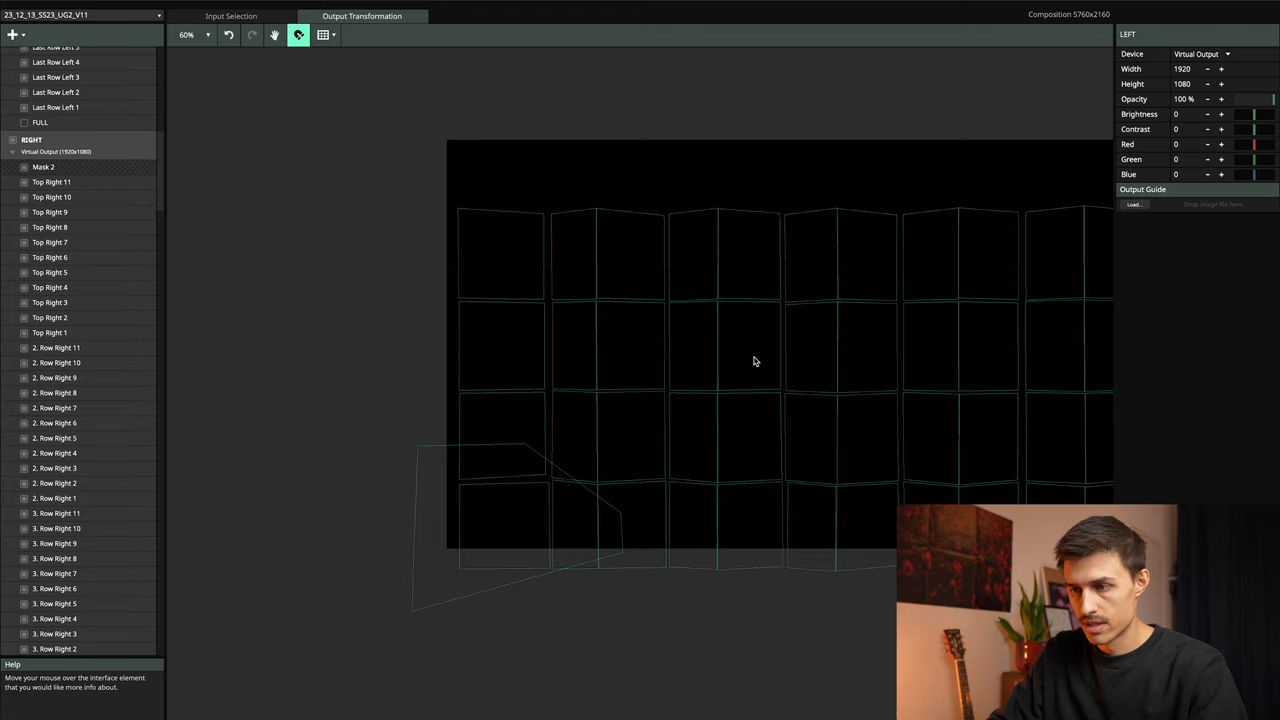 23_12_13_SS23_UG2_V11
Input Selection
Output Transformation
Composition 5760x2160
60%
LEFT
Device
Virtual Output
Width
1920
Height
1080
Opacity
100 %
Brightness
0
Contrast
0
Red
0
Green
0
Blue
0
Output Guide
Load...
Drop image file here.
Last Row Left 5
Last Row Left 4
Last Row Left 3
Last Row Left 2
Last Row Left 1
FULL
RIGHT
Virtual Output (1920x1080)
Mask 2
Top Right 11
Top Right 10
Top Right 9
Top Right 8
Top Right 7
Top Right 6
Top Right 5
Top Right 4
Top Right 3
Top Right 2
Top Right 1
2. Row Right 11
2. Row Right 10
2. Row Right 9
2. Row Right 8
2. Row Right 7
2. Row Right 6
2. Row Right 5
2. Row Right 4
2. Row Right 3
2. Row Right 2
2. Row Right 1
3. Row Right 11
3. Row Right 10
3. Row Right 9
3. Row Right 8
3. Row Right 7
3. Row Right 6
3. Row Right 5
3. Row Right 4
3. Row Right 3
3. Row Right 2
Help
Move your mouse over the interface element
that you would like more info about.